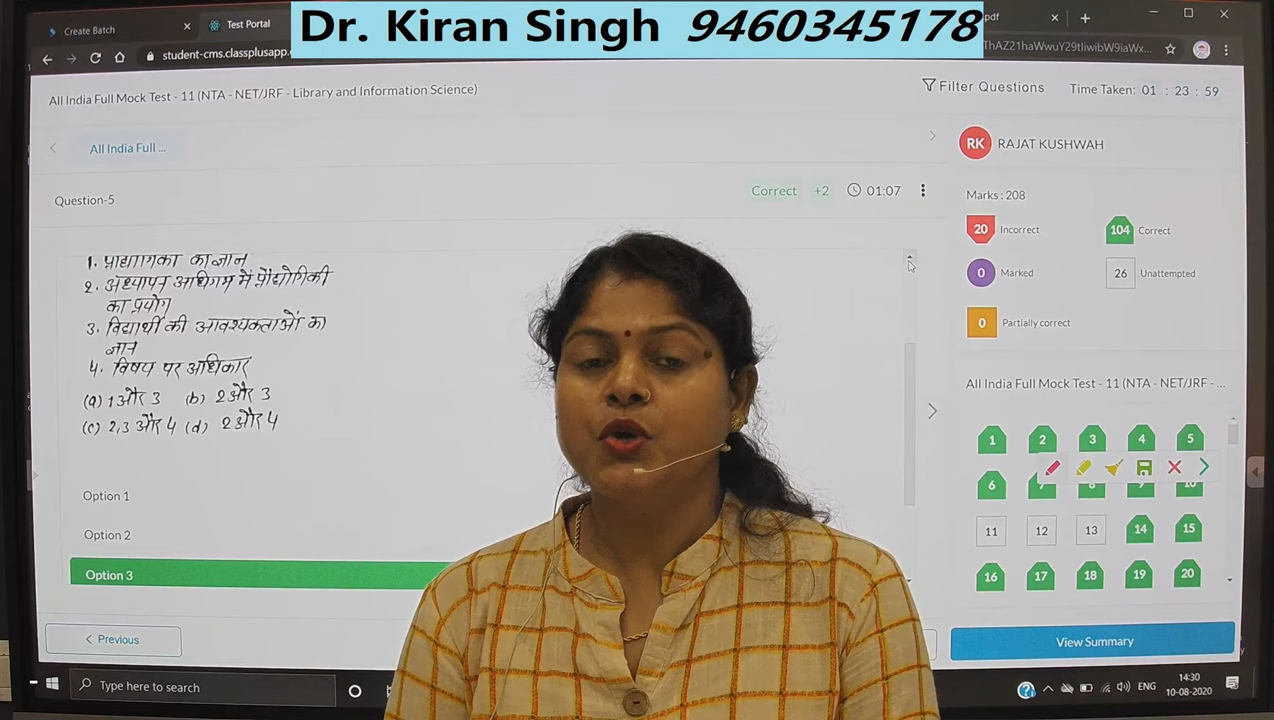 Dr. Kiran Singh 9460345178
Create Batch
Test Portal
pdf
student-cms.classplusapp.
ThAZ21haWwuY29tIiwibW9iaWx...
All India Full Mock Test - 11 (NTA - NET/JRF - Library and Information Science)
Filter Questions
Time Taken: 01 : 23 : 59
All India Full ...
RK RAJAT KUSHWAH
Question-5
Correct +2 01:07
Marks : 208
20 Incorrect
104 Correct
0 Marked
26 Unattempted
0 Partially correct
1. प्राद्यागिका का ज्ञान
2. अध्यापन अधिगम में प्रौद्योगिकी
का प्रयोग
3. विद्यार्थी की आवश्यकताओं का
ज्ञान
4. विषय पर अधिकार
(a) 1 और 3 (b) 2 और 3
(c) 2,3 और 4 (d) 2 और 4
Option 1
Option 2
Option 3
All India Full Mock Test - 11 (NTA - NET/JRF - ...
1 2 3 4 5
6 7 8 9 10
11 12 13 14 15
16 17 18 19 20
Previous
View Summary
Type here to search
ENG
14:30
10-08-2020